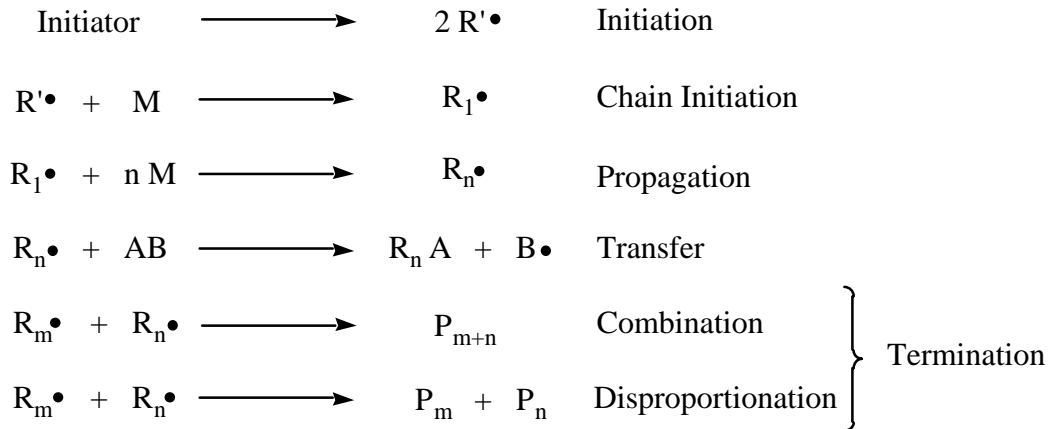 Initiator ⟶ 2 R'• Initiation
R'• + M ⟶ R₁• Chain Initiation
R₁• + n M ⟶ Rₙ• Propagation
Rₙ• + AB ⟶ Rₙ A + B• Transfer
Rₘ• + Rₙ• ⟶ Pₘ₊ₙ Combination
Termination
Rₘ• + Rₙ• ⟶ Pₘ + Pₙ Disproportionation